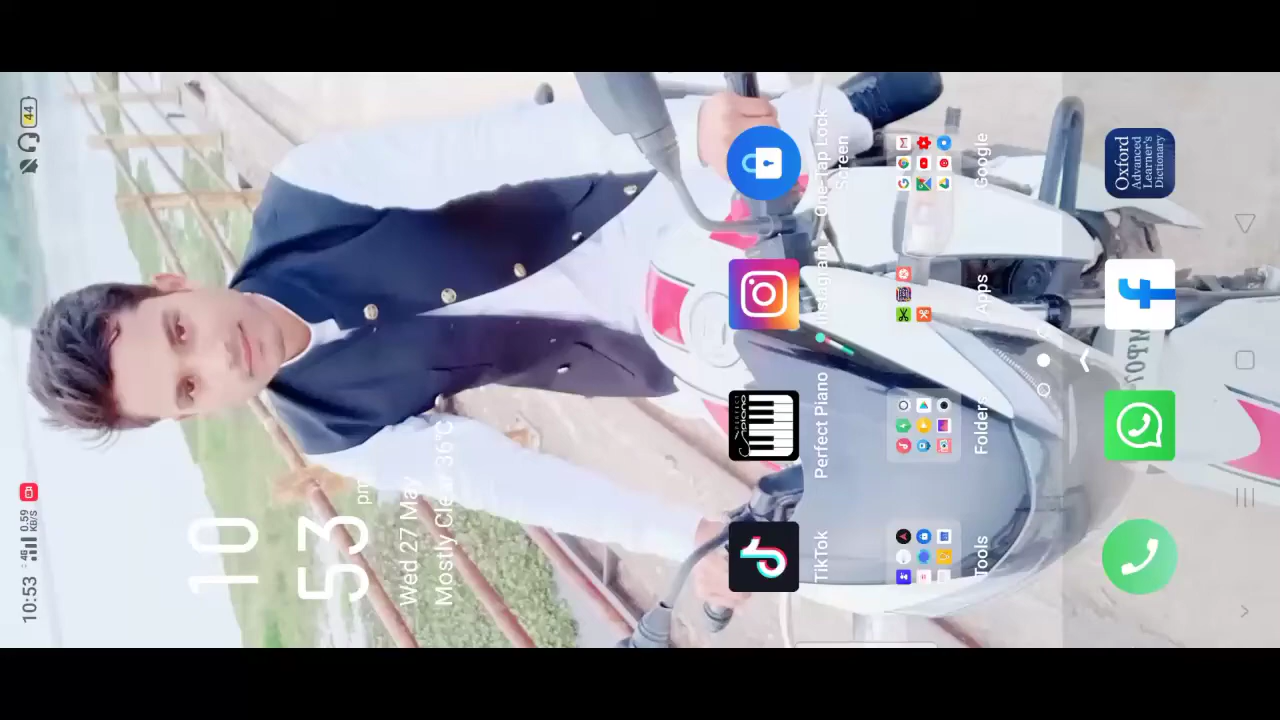 10:53
4G
0.59
KB/S
44
10
53
pm
Wed 27 May
Mostly Clear 36°C
TikTok
Perfect Piano
Instagram
One-Tap Lock
Screen
Tools
Folders
Apps
Google
Oxford
Advanced
Learner's
Dictionary